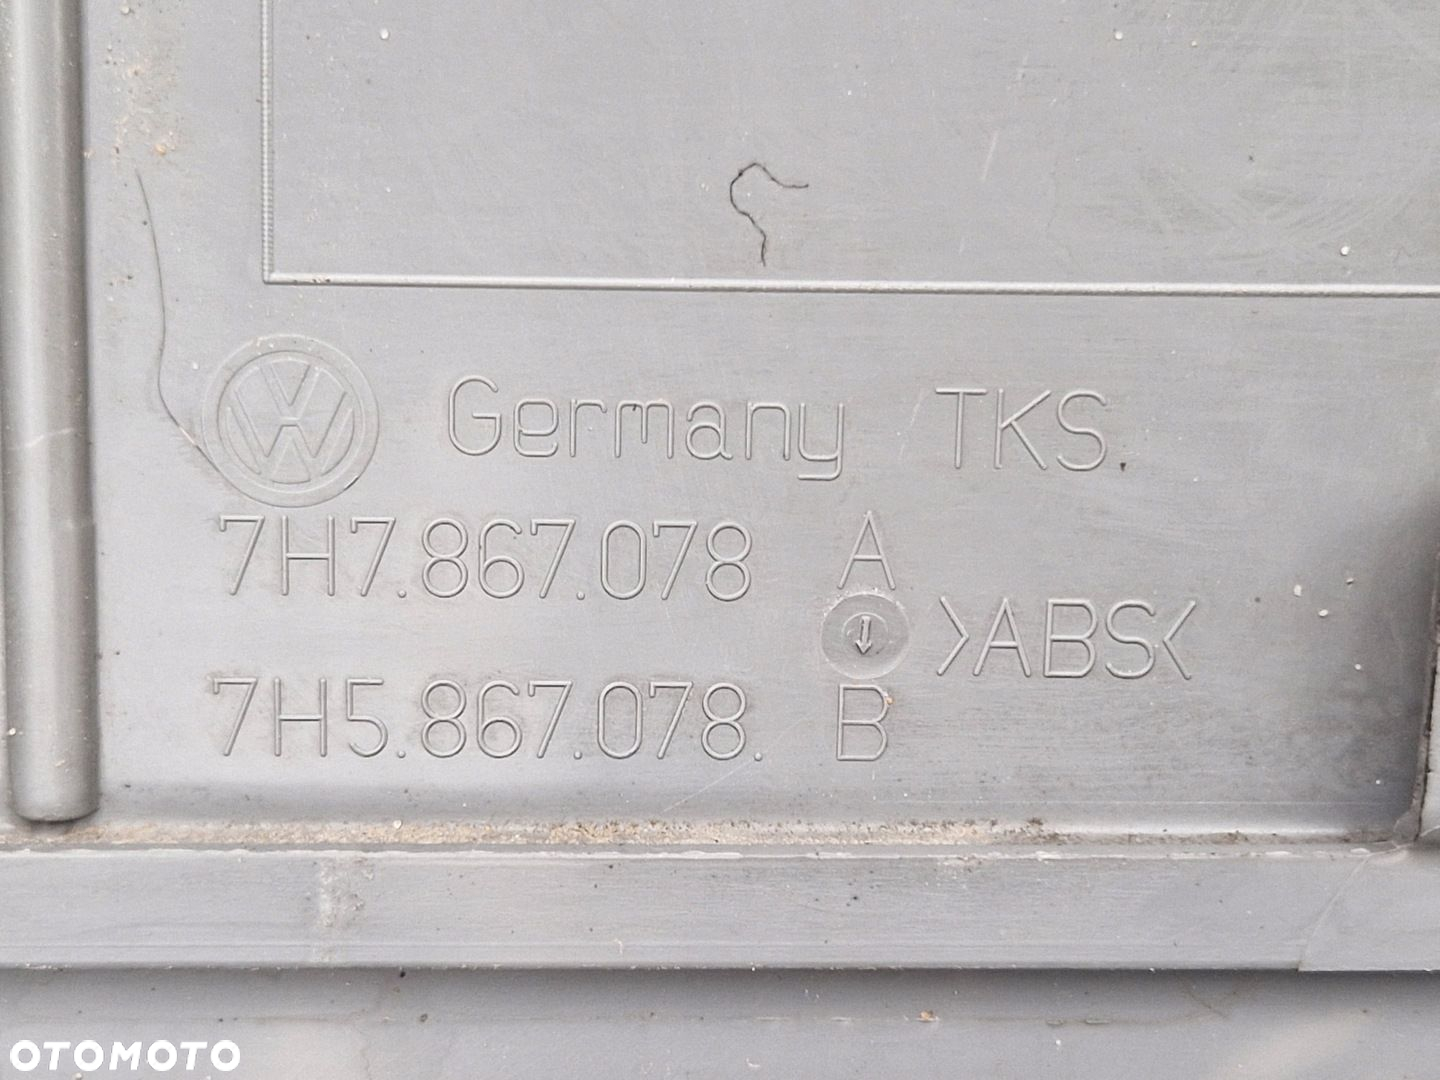 Germany TKS.
7H7.867.078 A
>ABS<
7H5.867.078. B
OTOMOTO